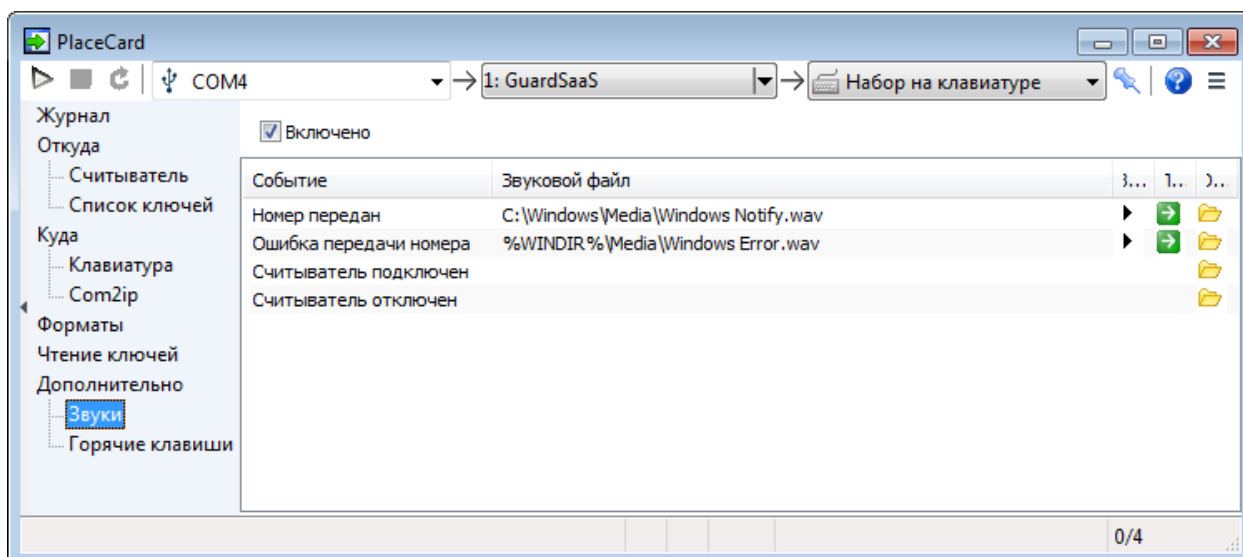 PlaceCard
COM4
1: GuardSaaS
Набор на клавиатуре
Журнал
Откуда
Считыватель
Список ключей
Куда
Клавиатура
Com2ip
Форматы
Чтение ключей
Дополнительно
Звуки
Горячие клавиши
Включено
Событие Звуковой файл
Номер передан C:\Windows\Media\Windows Notify.wav
Ошибка передачи номера %WINDIR%\Media\Windows Error.wav
Считыватель подключен
Считыватель отключен
0/4